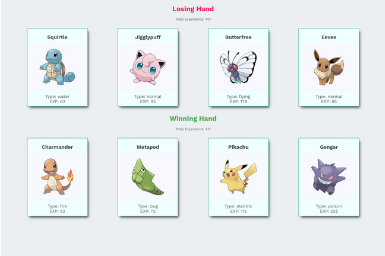 Losing Hand
Total Experience: 401
Squirtle
Jigglypuff
Butterfree
Eevee
Type: water
Type: normal
Type: flying
Type: normal
EXP: 63
EXP: 95
EXP: 178
EXP: 65
Winning Hand
Total Experience: 471
Charmander
Metapod
Pikachu
Gengar
Type: fire
Type: bug
Type: electric
Type: poison
EXP: 62
EXP: 72
EXP: 112
EXP: 225